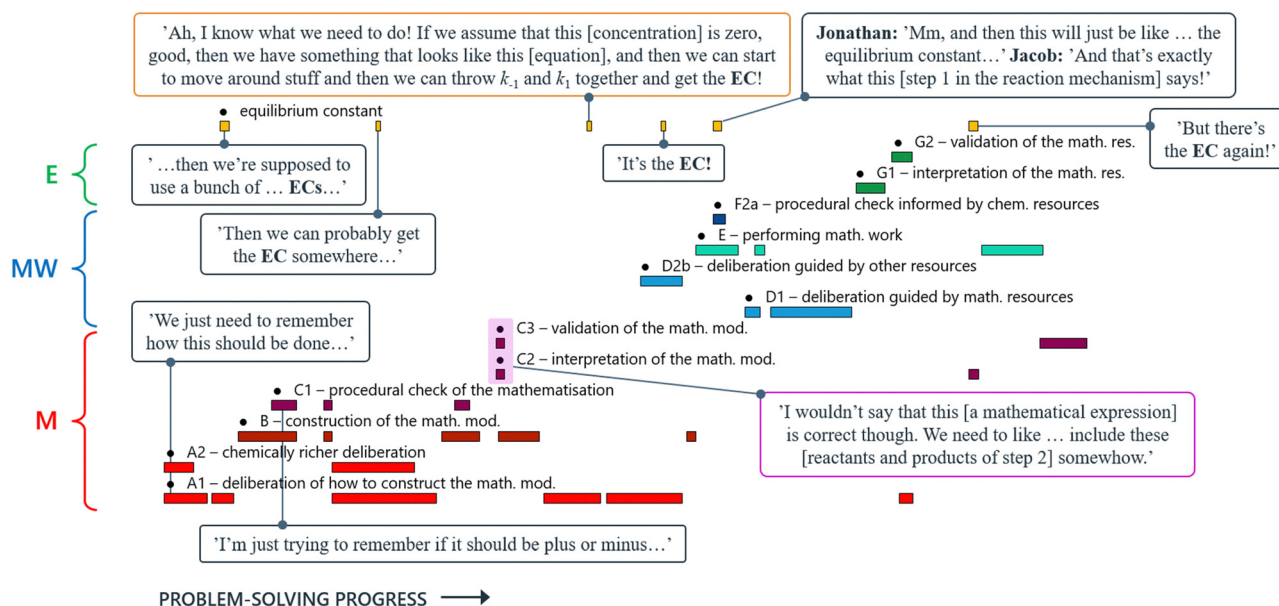 ’Ah, I know what we need to do! If we assume that this [concentration] is zero,
good, then we have something that looks like this [equation], and then we can start
to move around stuff and then we can throw k-1 and k1 together and get the EC!
Jonathan: ’Mm, and then this will just be like … the
equilibrium constant…’ Jacob: ’And that’s exactly
what this [step 1 in the reaction mechanism] says!’
equilibrium constant
’ …then we’re supposed to
use a bunch of … ECs…’
’It’s the EC!
’But there’s
the EC again!’
E
G2 – validation of the math. res.
G1 – interpretation of the math. res.
’Then we can probably get
the EC somewhere…’
MW
F2a – procedural check informed by chem. resources
E – performing math. work
D2b – deliberation guided by other resources
D1 – deliberation guided by math. resources
’We just need to remember
how this should be done…’
M
C3 – validation of the math. mod.
C2 – interpretation of the math. mod.
C1 – procedural check of the mathematisation
B – construction of the math. mod.
A2 – chemically richer deliberation
A1 – deliberation of how to construct the math. mod.
’I wouldn’t say that this [a mathematical expression]
is correct though. We need to like … include these
[reactants and products of step 2] somewhow.’
’I’m just trying to remember if it should be plus or minus…’
PROBLEM-SOLVING PROGRESS